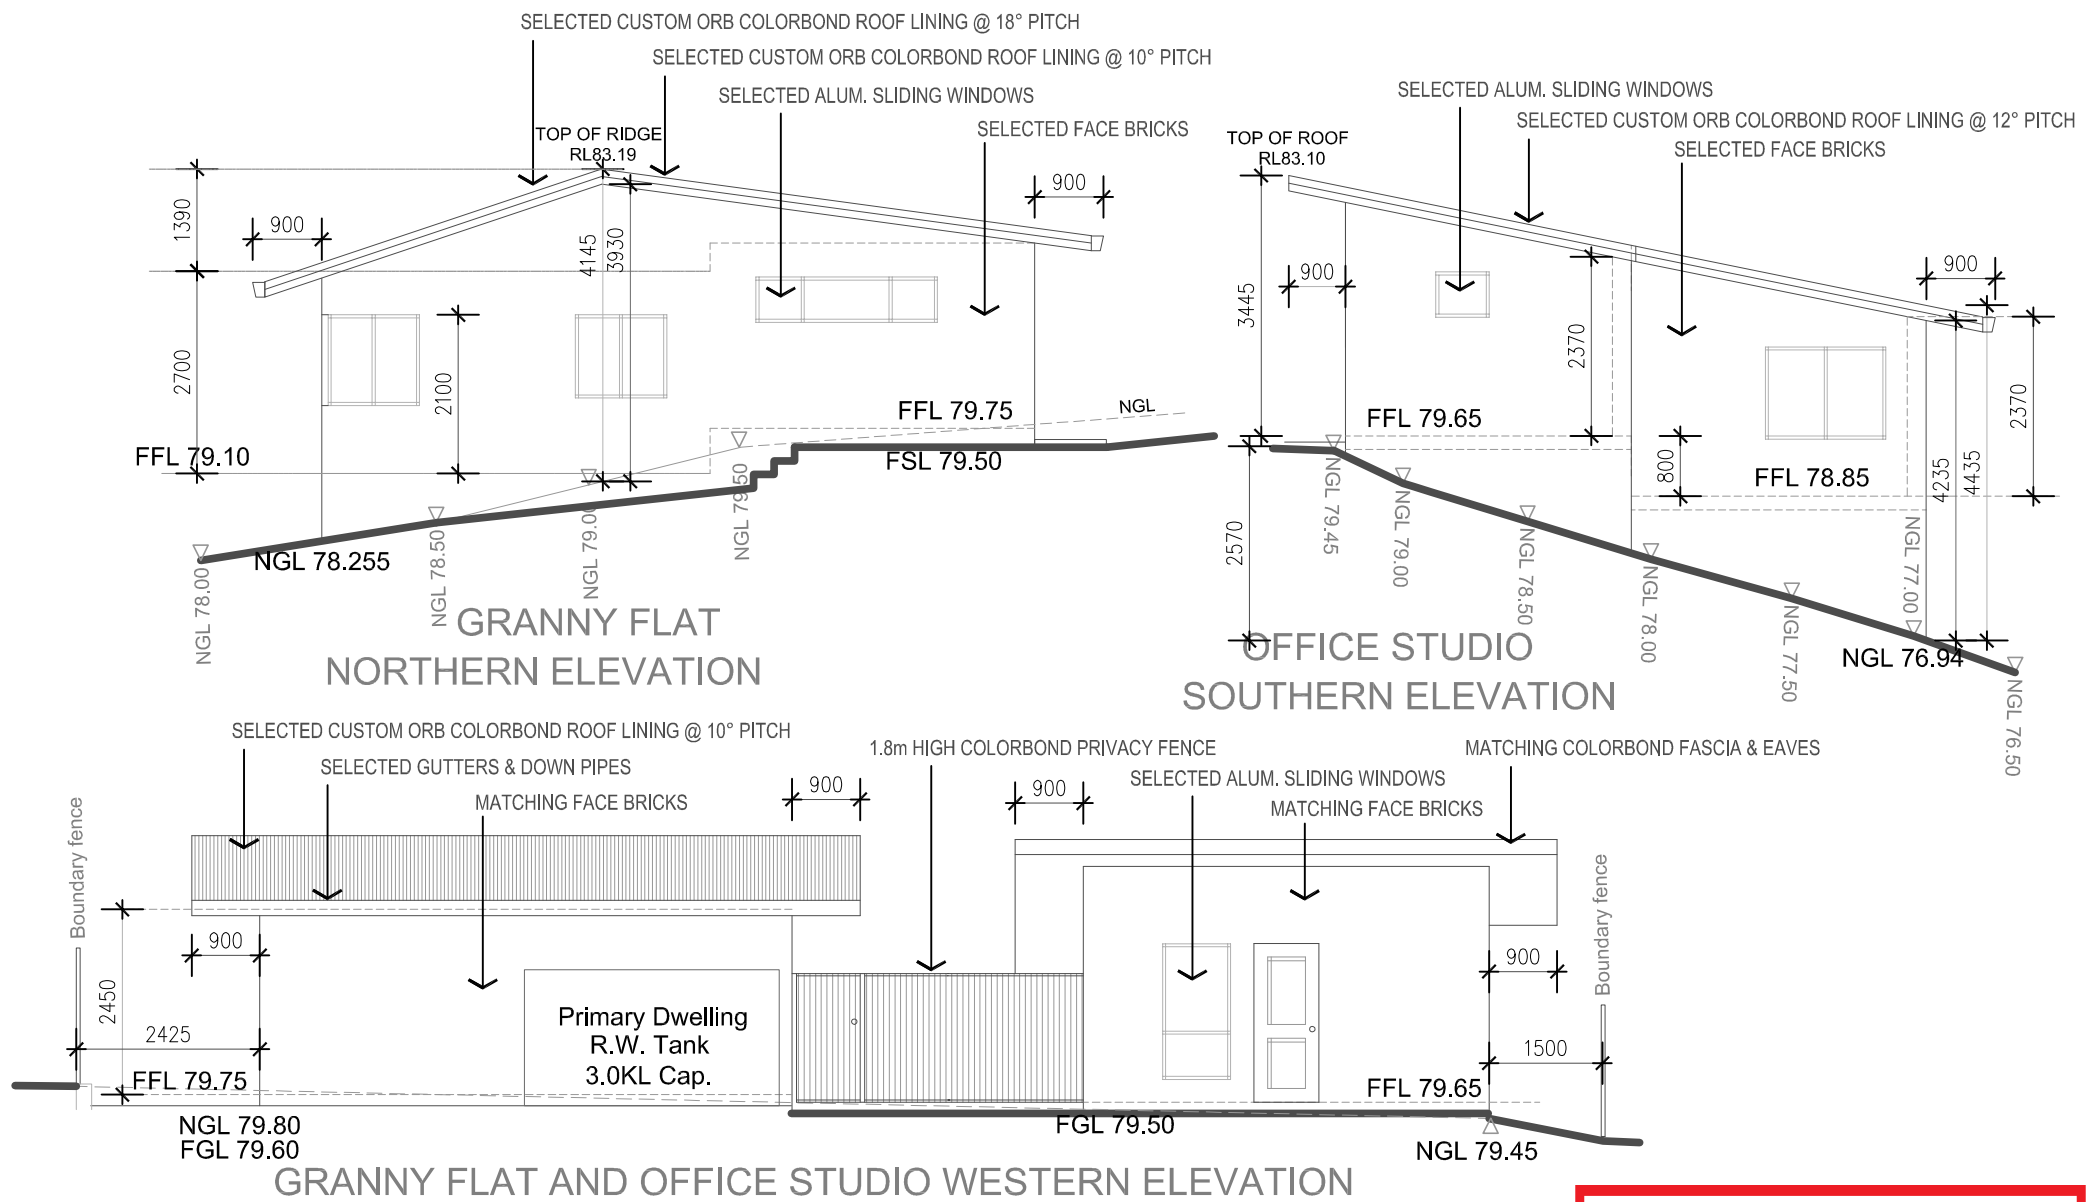 SELECTED CUSTOM ORB COLORBOND ROOF LINING @ 18° PITCH
SELECTED CUSTOM ORB COLORBOND ROOF LINING @ 10° PITCH
SELECTED ALUM. SLIDING WINDOWS
SELECTED FACE BRICKS
TOP OF RIDGE
RL83.19
900
900
1390
2700
4145
3930
2100
FFL 79.10
FFL 79.75
NGL
FSL 79.50
NGL 78.00
NGL 78.255
NGL 78.50
NGL 79.00
NGL 79.50
GRANNY FLAT
NORTHERN ELEVATION
SELECTED ALUM. SLIDING WINDOWS
SELECTED CUSTOM ORB COLORBOND ROOF LINING @ 12° PITCH
SELECTED FACE BRICKS
TOP OF ROOF
RL83.10
900
900
3445
2370
2370
800
4235
4435
2570
FFL 79.65
FFL 78.85
NGL 79.45
NGL 79.00
NGL 78.50
NGL 78.00
NGL 77.50
NGL 77.00
NGL 76.94
NGL 76.50
OFFICE STUDIO
SOUTHERN ELEVATION
SELECTED CUSTOM ORB COLORBOND ROOF LINING @ 10° PITCH
SELECTED GUTTERS & DOWN PIPES
MATCHING FACE BRICKS
1.8m HIGH COLORBOND PRIVACY FENCE
SELECTED ALUM. SLIDING WINDOWS
MATCHING FACE BRICKS
MATCHING COLORBOND FASCIA & EAVES
900
900
Boundary fence
Boundary fence
900
2450
2425
900
1500
Primary Dwelling
R.W. Tank
3.0KL Cap.
FFL 79.75
FFL 79.65
NGL 79.80
FGL 79.60
FGL 79.50
NGL 79.45
GRANNY FLAT AND OFFICE STUDIO WESTERN ELEVATION